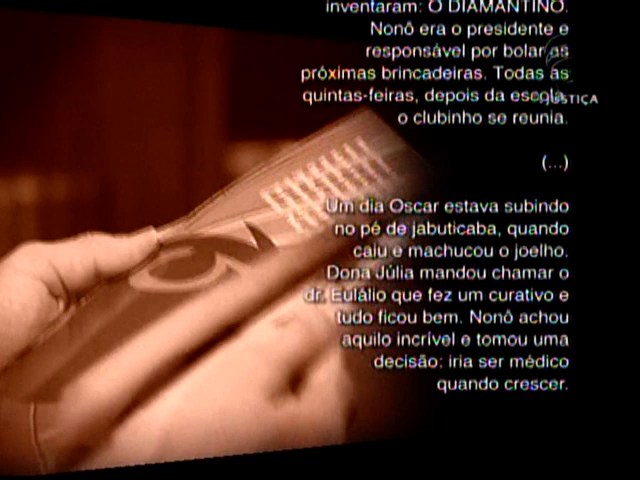 inventaram: O DIAMANTINO.
Nonô era o presidente e
responsável por bolar as
próximas brincadeiras. Todas as
quintas-feiras, depois da escola,
JUSTIÇA
o clubinho se reunia.
(...)
Um dia Oscar estava subindo
no pé de jabuticaba, quando
caiu e machucou o joelho.
Dona Júlia mandou chamar o
dr. Eulálio que fez um curativo e
tudo ficou bem. Nonô achou
aquilo incrível e tomou uma
decisão: iria ser médico
quando crescer.